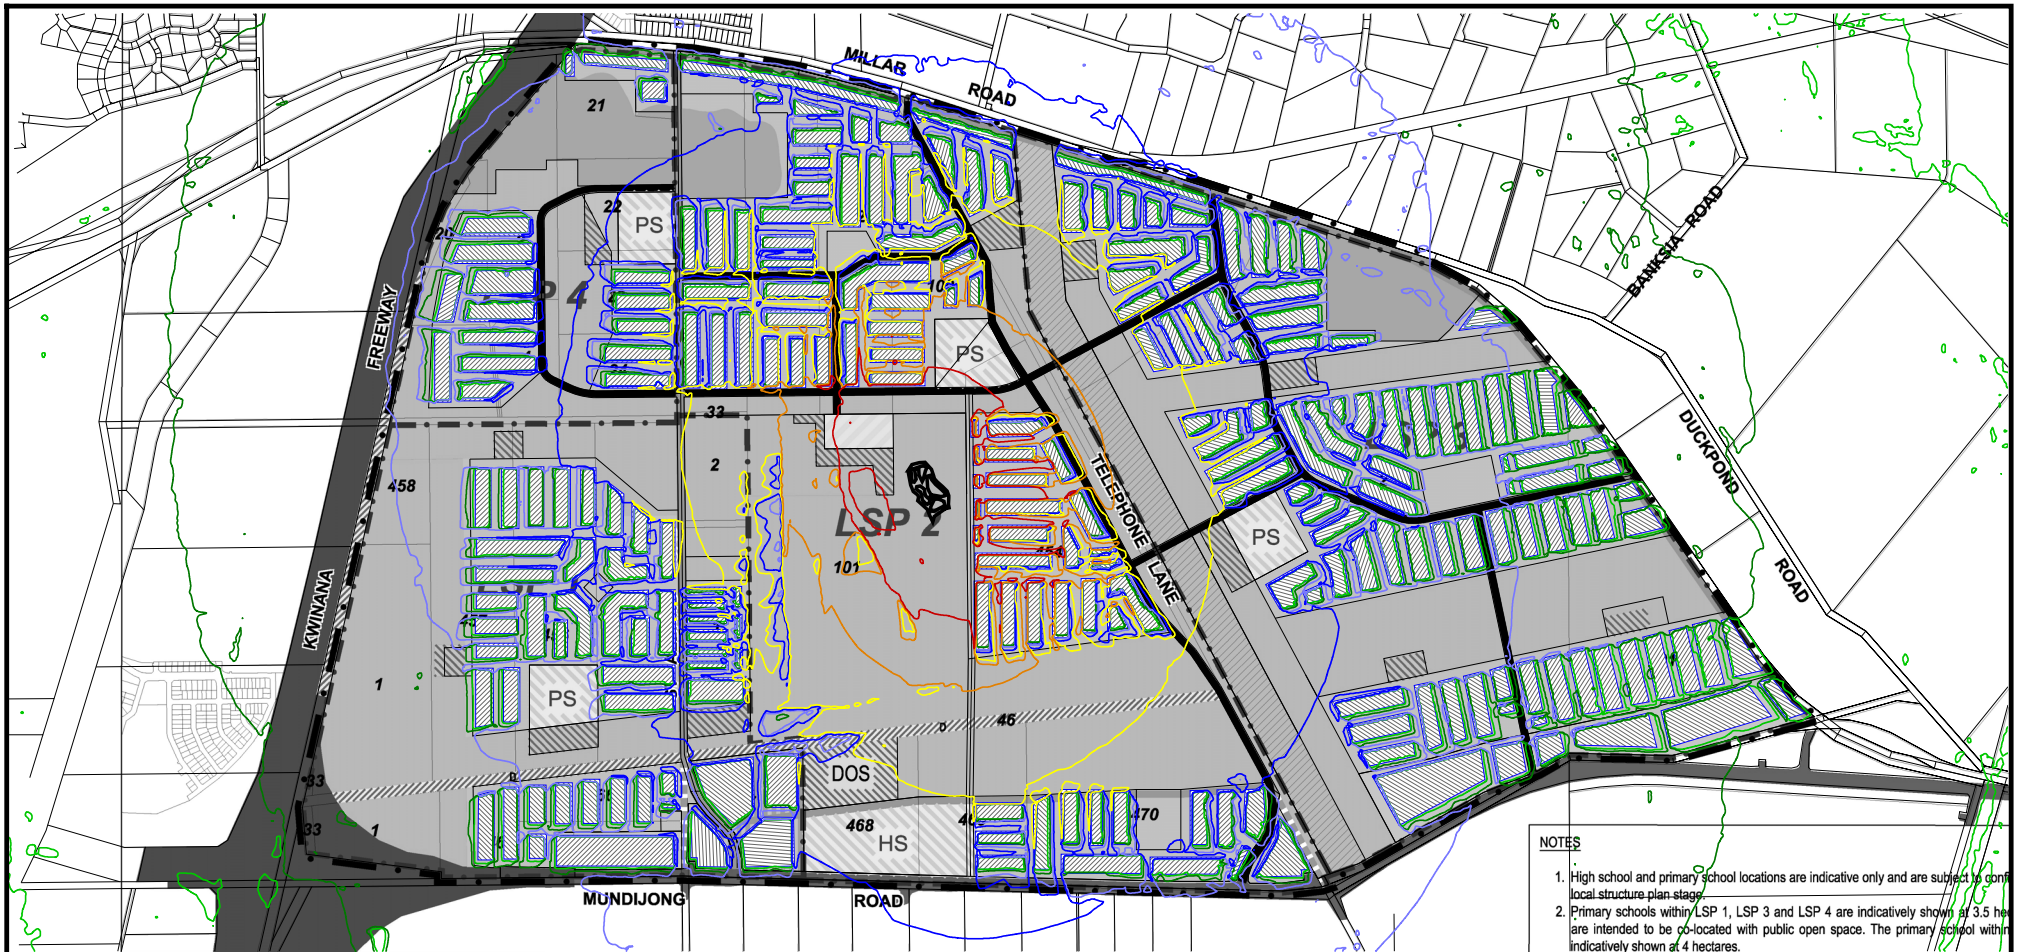 MILLAR
ROAD
21
22
PS
20
FREEWAY
P 4
10
PS
BANKSIA ROAD
33
2
458
LSP 2
101
TELEPHONE LANE
PS
DUCKPOND
ROAD
KWINANA
1
PS
46
DOS
33
33
1
468
HS
470
MUNDIJONG
ROAD
NOTES
1. High school and primary school locations are indicative only and are subject to
local structure plan stage.
2. Primary schools within LSP 1, LSP 3 and LSP 4 are indicatively shown at 3.5
are intended to be co-located with public open space. The primary school
indicatively shown at 4 hectares.